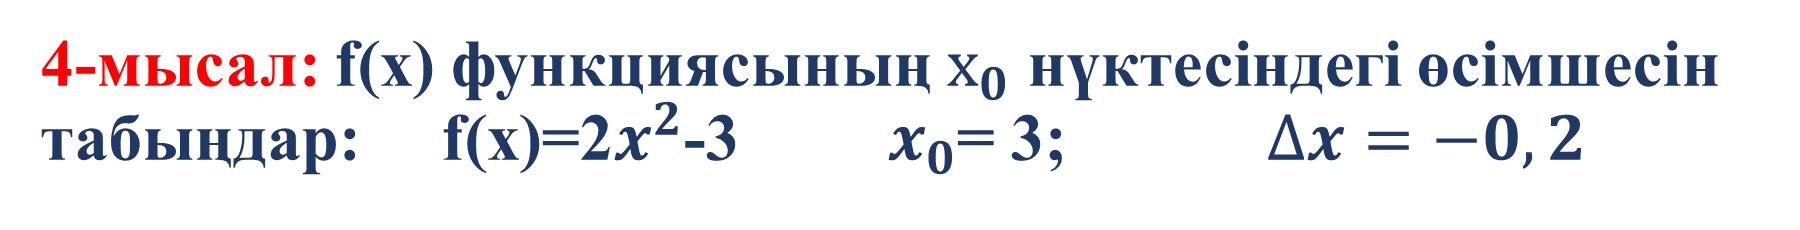 4-мысал: f(x) функциясының x₀ нүктесіндегі өсімшесін
табыңдар: f(x)=2𝒙²-3 𝒙₀= 3; Δ𝒙 = −0,2